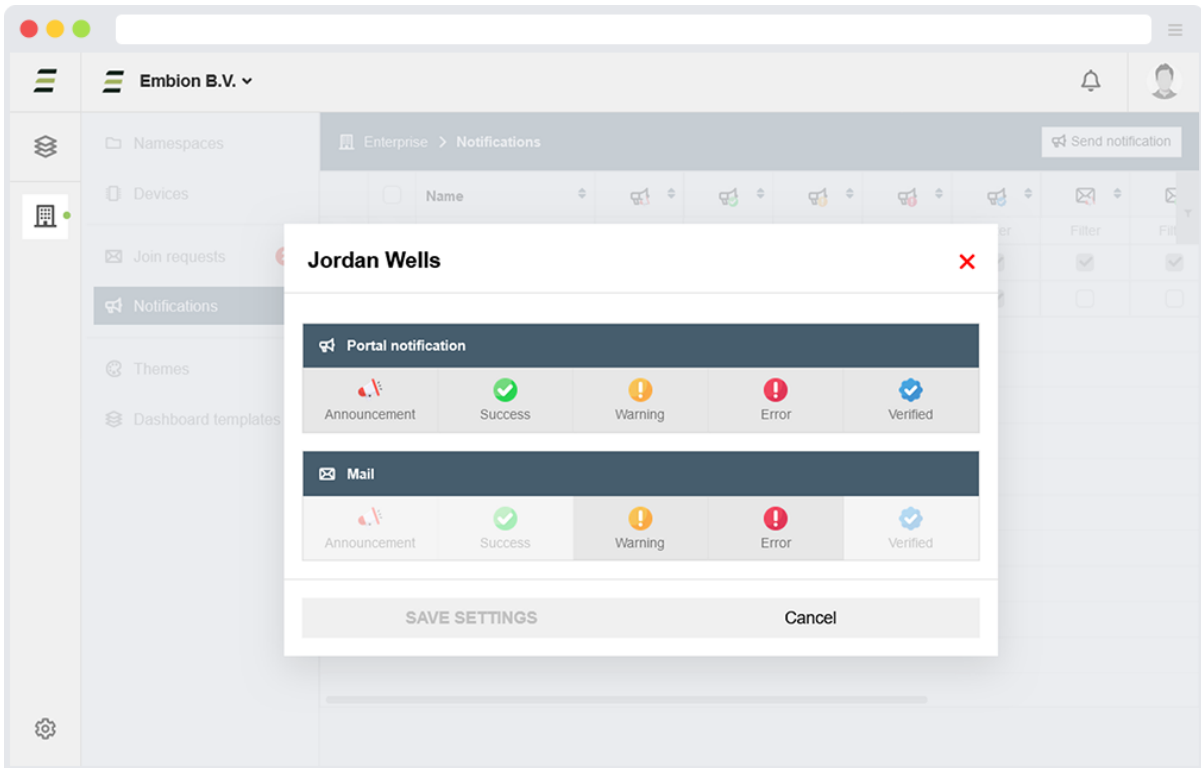 Embion B.V.
Namespaces
Devices
Join requests
Notifications
Themes
Dashboard templates
Enterprise > Notifications
Send notification
Name
Filter
Jordan Wells
Portal notification
Announcement Success Warning Error Verified
Mail
Announcement Success Warning Error Verified
SAVE SETTINGS Cancel